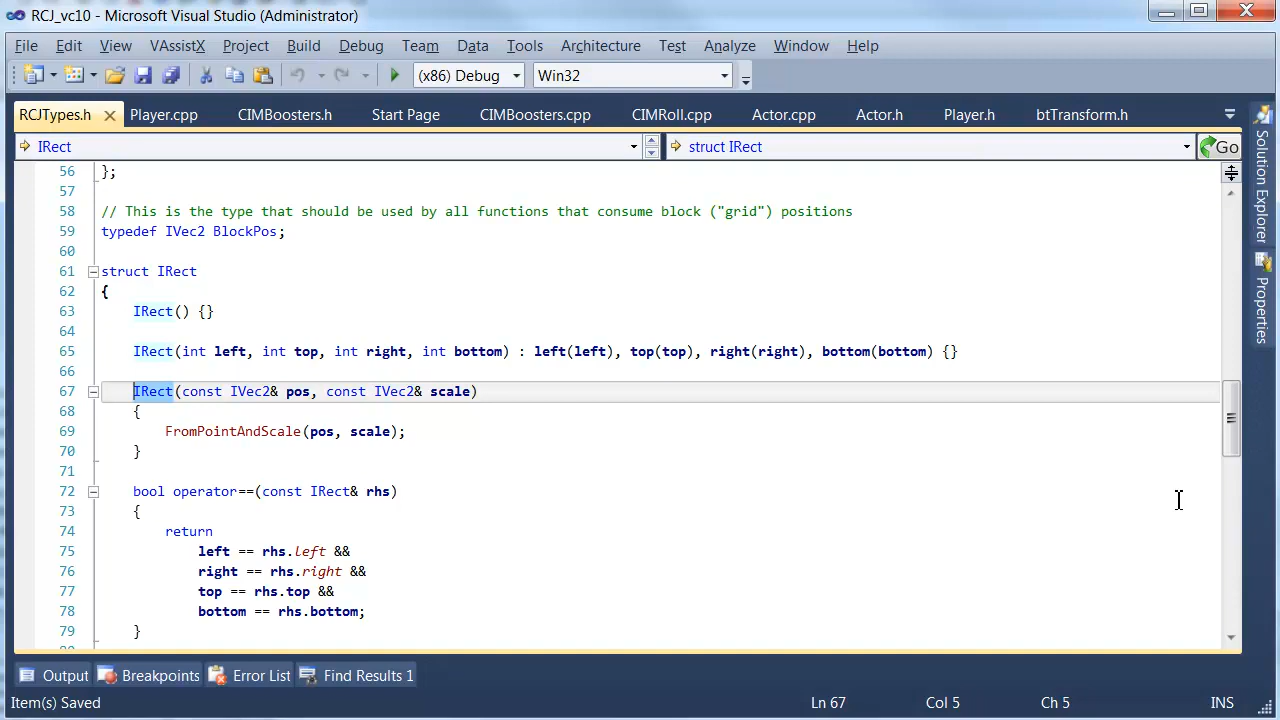 RCJ_vc10 - Microsoft Visual Studio (Administrator)
File Edit View VAssistX Project Build Debug Team Data Tools Architecture Test Analyze Window Help
(x86) Debug Win32
RCJTypes.h Player.cpp CIMBoosters.h Start Page CIMBoosters.cpp CIMRoll.cpp Actor.cpp Actor.h Player.h btTransform.h
IRect struct IRect Go
56 };
57
58 // This is the type that should be used by all functions that consume block ("grid") positions
59 typedef IVec2 BlockPos;
60
61 struct IRect
62 {
63 IRect() {}
64
65 IRect(int left, int top, int right, int bottom) : left(left), top(top), right(right), bottom(bottom) {}
66
67 IRect(const IVec2& pos, const IVec2& scale)
68 {
69 FromPointAndScale(pos, scale);
70 }
71
72 bool operator==(const IRect& rhs)
73 {
74 return
75 left == rhs.left &&
76 right == rhs.right &&
77 top == rhs.top &&
78 bottom == rhs.bottom;
79 }
Solution Explorer
Properties
Output Breakpoints Error List Find Results 1
Item(s) Saved Ln 67 Col 5 Ch 5 INS